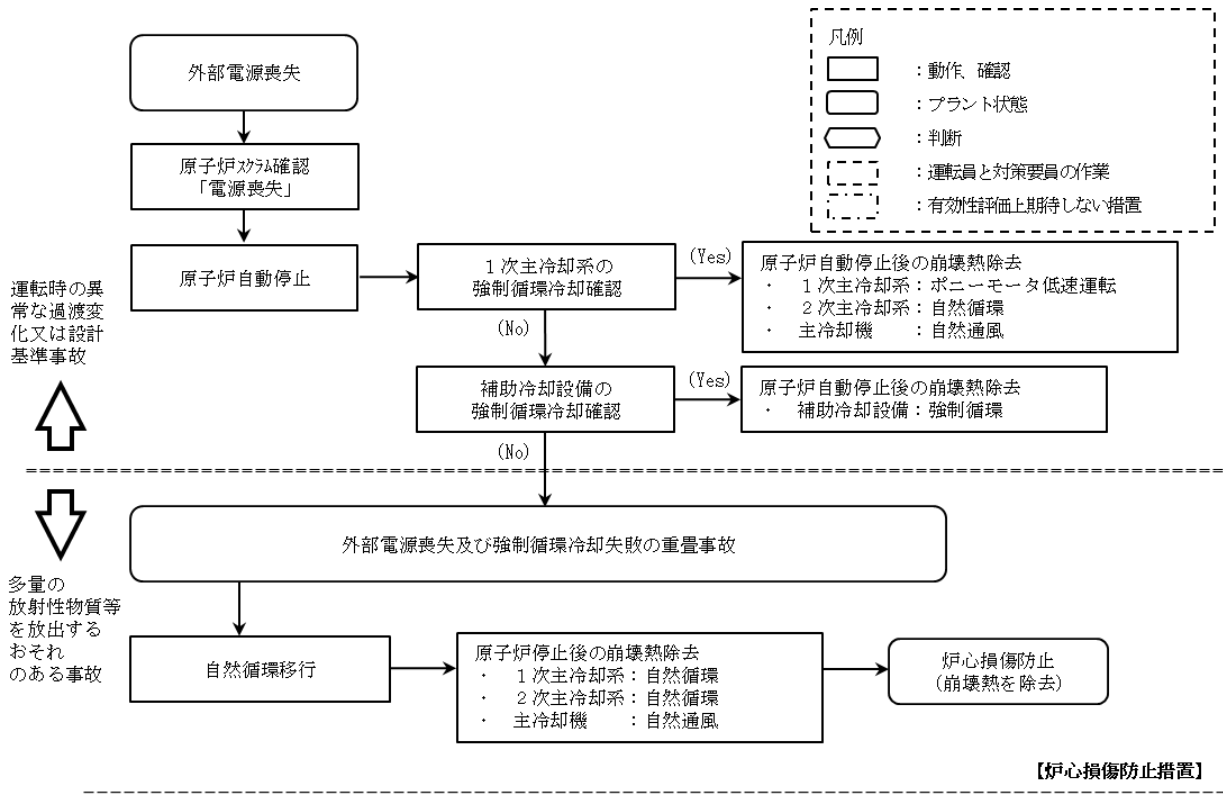 外部電源喪失
原子炉ｽｸﾗﾑ確認
「電源喪失」
原子炉自動停止
１次主冷却系の
強制循環冷却確認
(Yes)
原子炉自動停止後の崩壊熱除去
・　１次主冷却系：ポニーモータ低速運転
・　２次主冷却系：自然循環
・　主冷却機　　：自然通風
(No)
補助冷却設備の
強制循環冷却確認
(Yes)
原子炉自動停止後の崩壊熱除去
・　補助冷却設備：強制循環
(No)
凡例
：動作、確認
：プラント状態
：判断
：運転員と対策要員の作業
：有効性評価上期待しない措置
運転時の異
常な過渡変
化又は設計
基準事故
多量の
放射性物質等
を放出する
おそれ
のある事故
外部電源喪失及び強制循環冷却失敗の重畳事故
自然循環移行
原子炉停止後の崩壊熱除去
・　１次主冷却系：自然循環
・　２次主冷却系：自然循環
・　主冷却機　　：自然通風
炉心損傷防止
(崩壊熱を除去)
【炉心損傷防止措置】